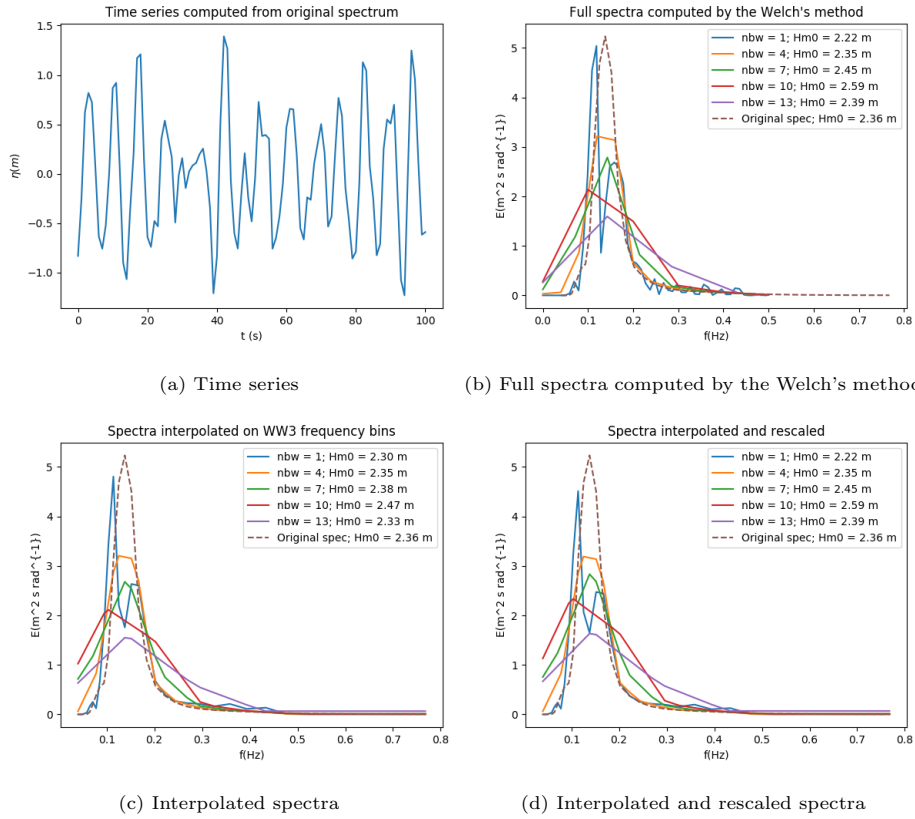 Time series computed from original spectrum
1.5
1.0
0.5
0.0
−0.5
−1.0
η(m)
0
20
40
60
80
100
t (s)
(a) Time series
Full spectra computed by the Welch's method
nbw = 1; Hm0 = 2.22 m
nbw = 4; Hm0 = 2.35 m
nbw = 7; Hm0 = 2.45 m
nbw = 10; Hm0 = 2.59 m
nbw = 13; Hm0 = 2.39 m
Original spec; Hm0 = 2.36 m
5
4
3
2
1
0
E(m^2 s rad^{-1})
0.0
0.1
0.2
0.3
0.4
0.5
0.6
0.7
0.8
f(Hz)
(b) Full spectra computed by the Welch's method
Spectra interpolated on WW3 frequency bins
nbw = 1; Hm0 = 2.30 m
nbw = 4; Hm0 = 2.35 m
nbw = 7; Hm0 = 2.38 m
nbw = 10; Hm0 = 2.47 m
nbw = 13; Hm0 = 2.33 m
Original spec; Hm0 = 2.36 m
5
4
3
2
1
0
E(m^2 s rad^{-1})
0.1
0.2
0.3
0.4
0.5
0.6
0.7
0.8
f(Hz)
(c) Interpolated spectra
Spectra interpolated and rescaled
nbw = 1; Hm0 = 2.22 m
nbw = 4; Hm0 = 2.35 m
nbw = 7; Hm0 = 2.45 m
nbw = 10; Hm0 = 2.59 m
nbw = 13; Hm0 = 2.39 m
Original spec; Hm0 = 2.36 m
5
4
3
2
1
0
E(m^2 s rad^{-1})
0.1
0.2
0.3
0.4
0.5
0.6
0.7
0.8
f(Hz)
(d) Interpolated and rescaled spectra